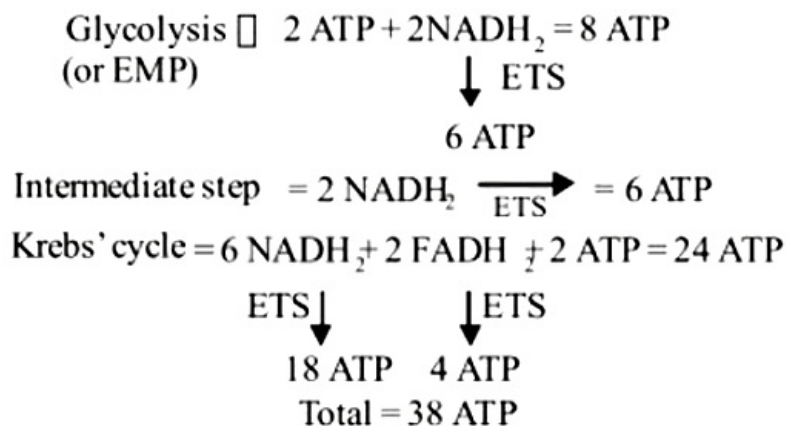 Glycolysis ▯ 2 ATP + 2NADH₂ = 8 ATP
(or EMP) ↓ ETS
6 ATP
Intermediate step = 2 NADH₂ → = 6 ATP
ETS
Krebs' cycle = 6 NADH₂ + 2 FADH₂ + 2 ATP = 24 ATP
ETS ↓ ↓ ETS
18 ATP 4 ATP
Total = 38 ATP